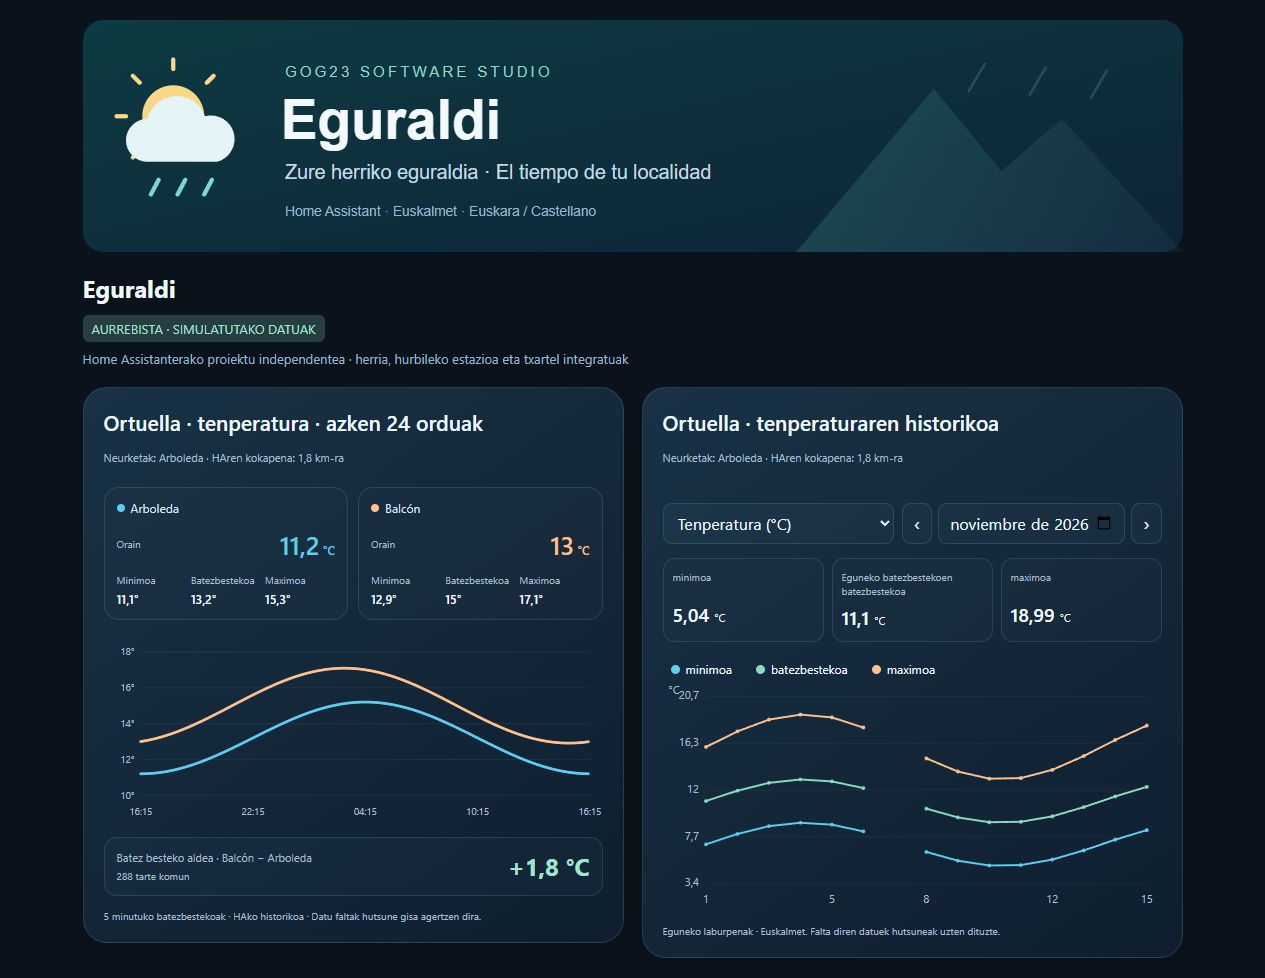 GOG23 SOFTWARE STUDIO
Eguraldi
Zure herriko eguraldia · El tiempo de tu localidad
Home Assistant · Euskalmet · Euskara / Castellano
Eguraldi
AURREBISTA · SIMULATUTAKO DATUAK
Home Assistanterako proiektu independentea · herria, hurbileko estazioa eta txartel integratuak
Ortuella · tenperatura · azken 24 orduak
Neurketak: Arboleda · HAren kokapena: 1,8 km-ra
Arboleda
Orain
11,2 °C
Minimoa Batezbestekoa Maximoa
11,1° 13,2° 15,3°
Balcón
Orain
13 °C
Minimoa Batezbestekoa Maximoa
12,9° 15° 17,1°
18°
16°
14°
12°
10°
16:15 22:15 04:15 10:15 16:15
Batez besteko aldea · Balcón − Arboleda
288 tarte komun
+1,8 °C
5 minutuko batezbestekoak · HAko historikoa · Datu faltak hutsune gisa agertzen dira.
Ortuella · tenperaturaren historikoa
Neurketak: Arboleda · HAren kokapena: 1,8 km-ra
Tenperatura (°C) ‹ noviembre de 2026 ›
minimoa
5,04 °C
Eguneko batezbestekoen
batezbestekoa
11,1 °C
maximoa
18,99 °C
minimoa batezbestekoa maximoa
°C
20,7
16,3
12
7,7
3,4
1 5 8 12 15
Eguneko laburpenak · Euskalmet. Falta diren datuek hutsuneak uzten dituzte.